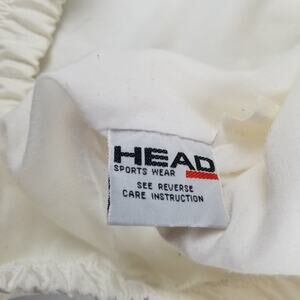 HEAD
SPORTS WEAR
SEE REVERSE
CARE INSTRUCTION